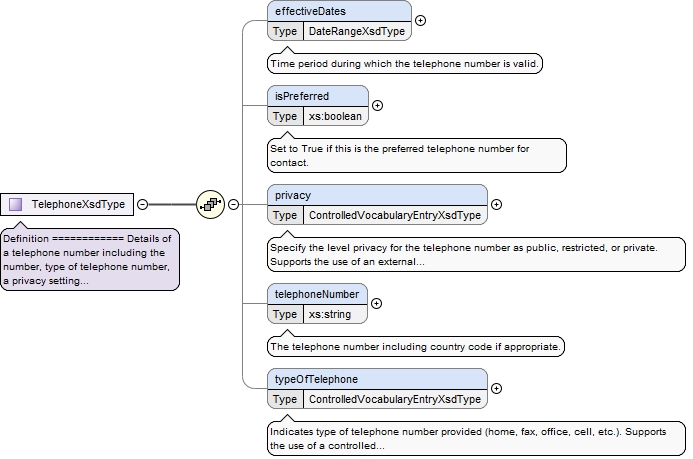 effectiveDates
Type DateRangeXsdType
Time period during which the telephone number is valid.
isPreferred
Type xs:boolean
Set to True if this is the preferred telephone number for
contact.
TelephoneXsdType
Definition ============ Details of
a telephone number including the
number, type of telephone number,
a privacy setting...
privacy
Type ControlledVocabularyEntryXsdType
Specify the level privacy for the telephone number as public, restricted, or private.
Supports the use of an external...
telephoneNumber
Type xs:string
The telephone number including country code if appropriate.
typeOfTelephone
Type ControlledVocabularyEntryXsdType
Indicates type of telephone number provided (home, fax, office, cell, etc.). Supports
the use of a controlled...